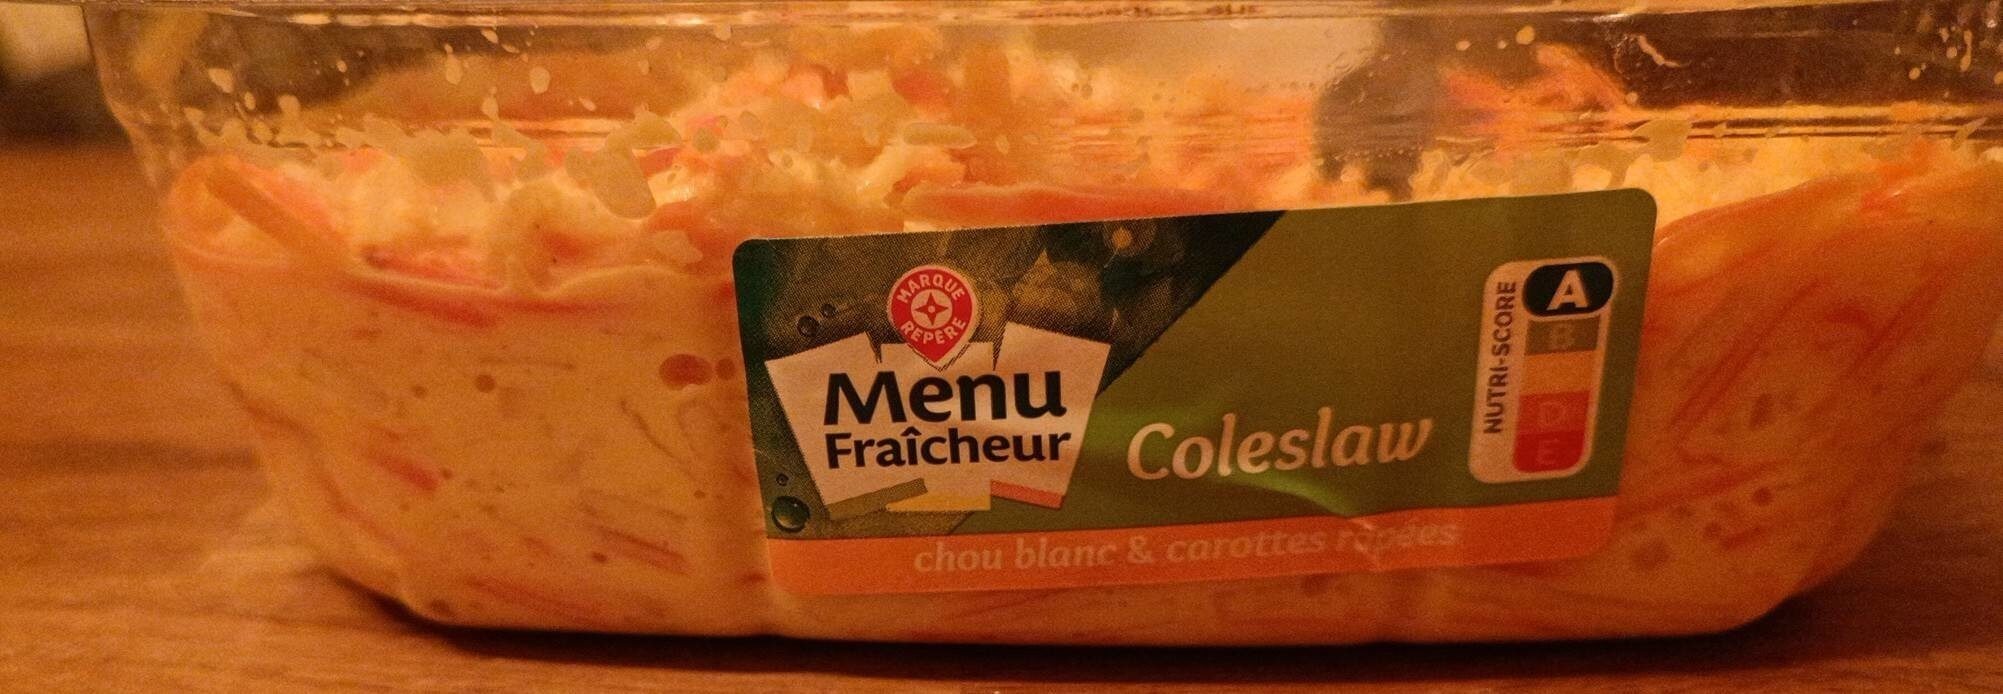 MARQUE
REPÈRE
Menu
Fraîcheur
Coleslaw
chou blanc & carottes râpées
NUTRI-SCORE
A
B
D
E